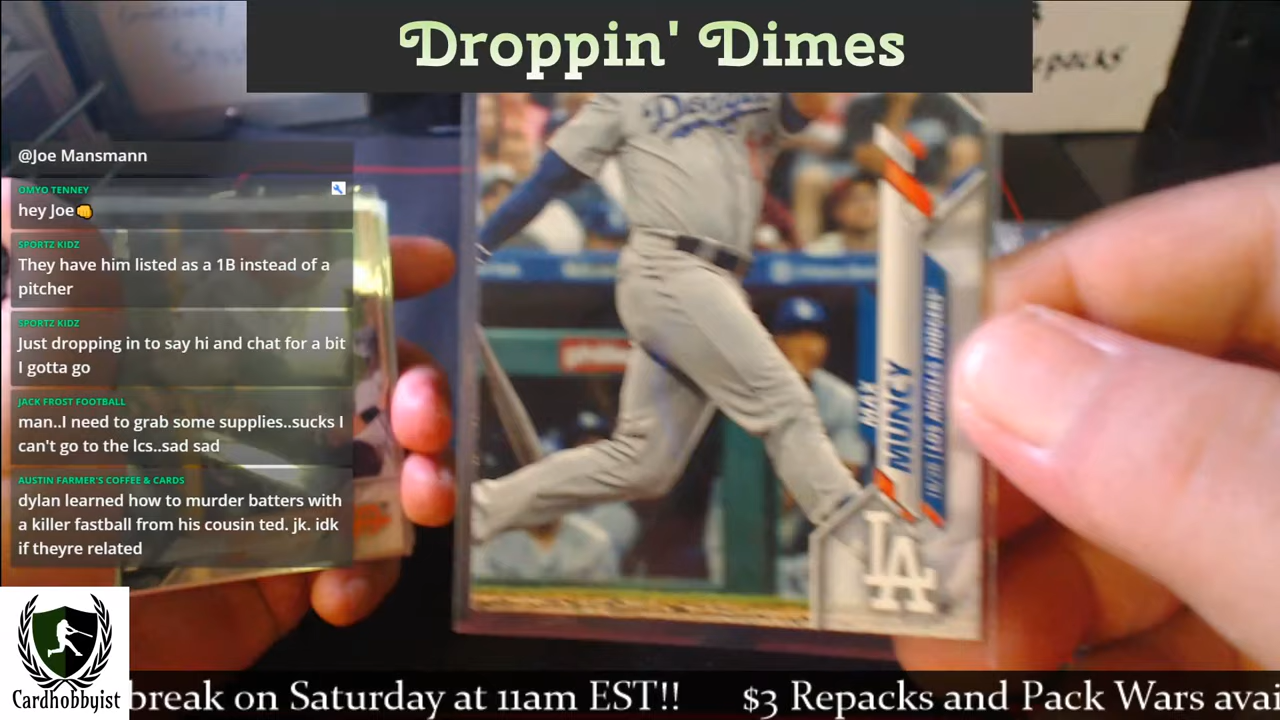 Droppin' Dimes
epacks
@Joe Mansmann
OMYO TENNEY
hey Joe👊
SPORTZ KIDZ
They have him listed as a 1B instead of a
pitcher
SPORTZ KIDZ
Just dropping in to say hi and chat for a bit
I gotta go
JACK FROST FOOTBALL
man..I need to grab some supplies..sucks I
can't go to the lcs..sad sad
AUSTIN FARMER'S COFFEE & CARDS
dylan learned how to murder batters with
a killer fastball from his cousin ted. jk. idk
if theyre related
Dodgers
MAX
MUNCY
1B/2B LOS ANGELES DODGERS
LA
Cardhobbyist
break on Saturday at 11am EST!! $3 Repacks and Pack Wars avai